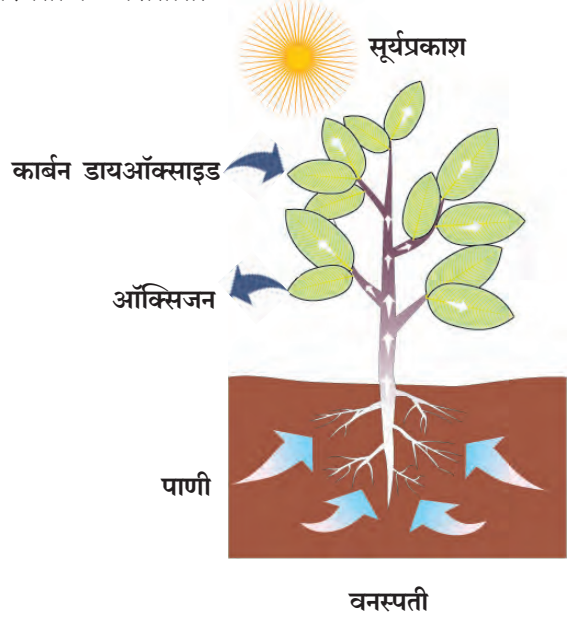 सूर्यप्रकाश
कार्बन डायऑक्साइड
ऑक्सिजन
पाणी
वनस्पती